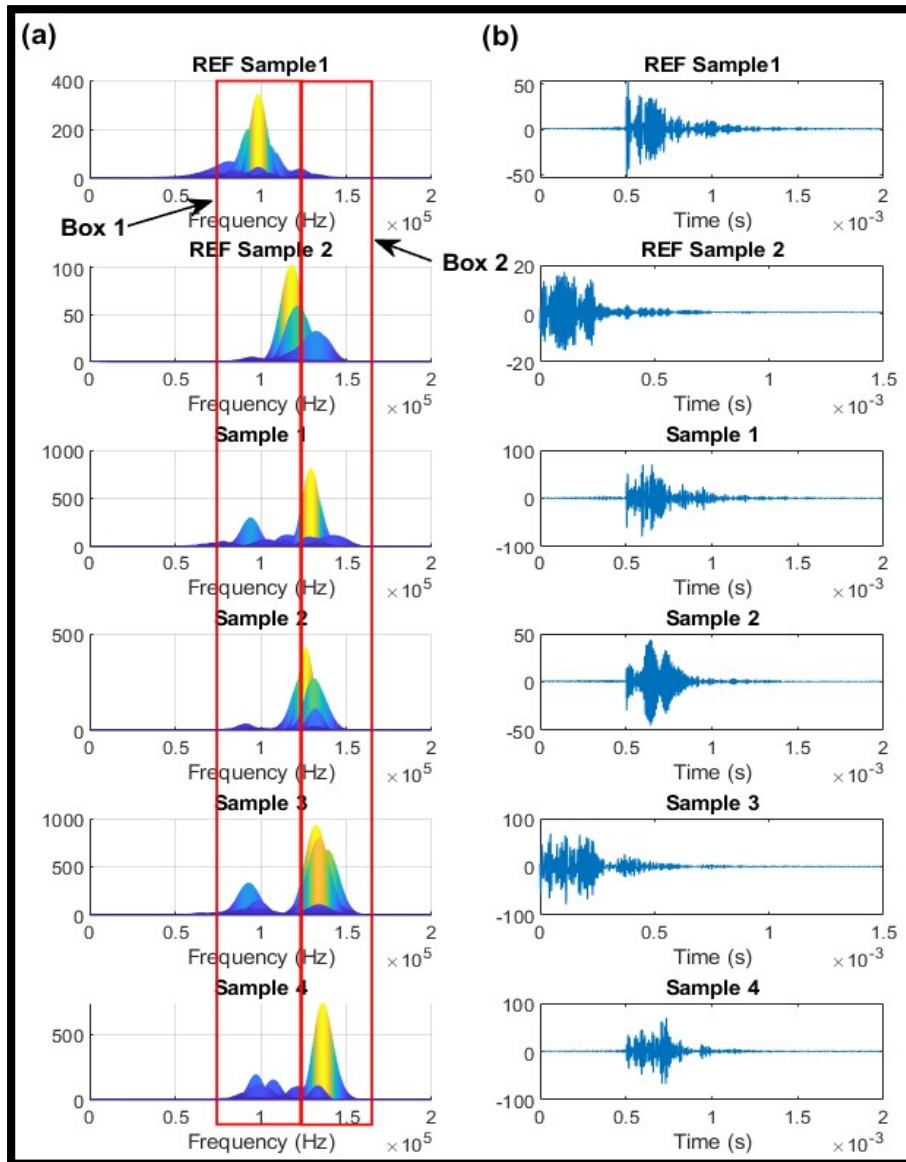 (a)
REF Sample1
400
200
0
0 0.5 1 1.5 2
Frequency (Hz) × 10^5
Box 1
REF Sample 2
100
50
0
0 0.5 1 1.5 2
Frequency (Hz) × 10^5
Sample 1
1000
500
0
0 0.5 1 1.5 2
Frequency (Hz) × 10^5
Sample 2
500
0
0 0.5 1 1.5 2
Frequency (Hz) × 10^5
Sample 3
1000
500
0
0 0.5 1 1.5 2
Frequency (Hz) × 10^5
Sample 4
500
0
0 0.5 1 1.5 2
Frequency (Hz) × 10^5
(b)
REF Sample1
50
0
-50
0 0.5 1 1.5 2
Time (s) × 10^-3
Box 2
REF Sample 2
20
0
-20
0 0.5 1 1.5
Time (s) × 10^-3
Sample 1
100
0
-100
0 0.5 1 1.5 2
Time (s) × 10^-3
Sample 2
50
0
-50
0 0.5 1 1.5 2
Time (s) × 10^-3
Sample 3
100
0
-100
0 0.5 1 1.5
Time (s) × 10^-3
Sample 4
100
0
-100
0 0.5 1 1.5 2
Time (s) × 10^-3